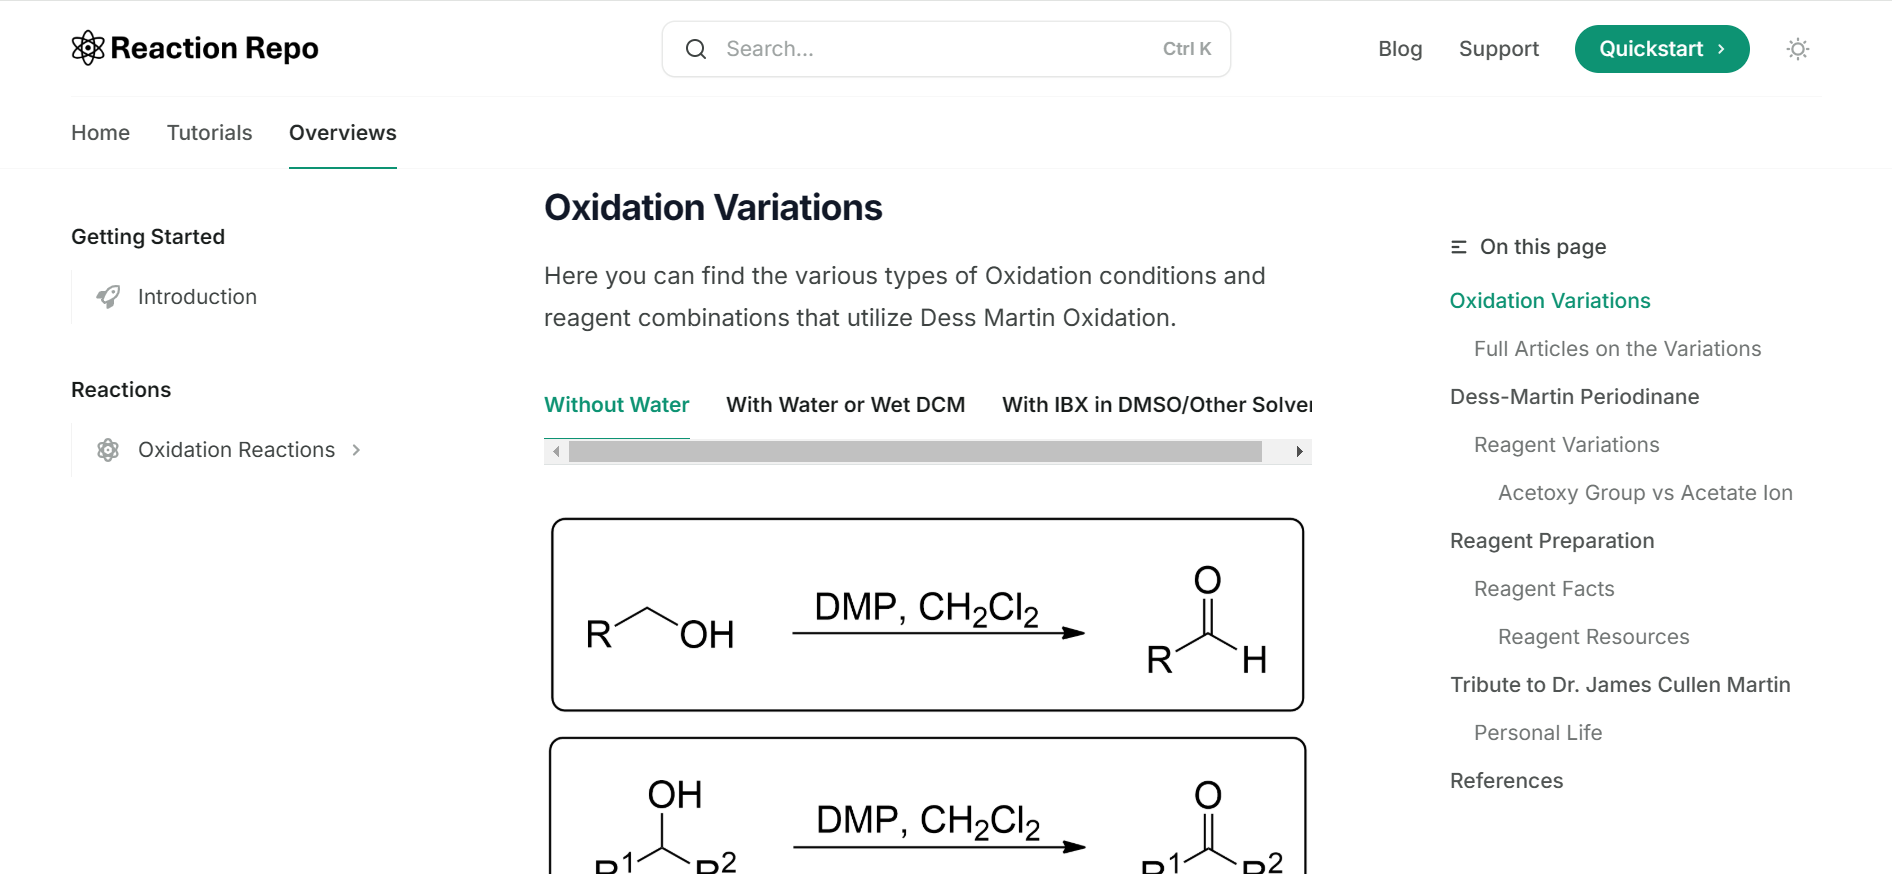 Reaction Repo
Search...
Ctrl K
Blog
Support
Quickstart
Home
Tutorials
Overviews
Getting Started
Introduction
Reactions
Oxidation Reactions
Oxidation Variations
Here you can find the various types of Oxidation conditions and
reagent combinations that utilize Dess Martin Oxidation.
Without Water
With Water or Wet DCM
With IBX in DMSO/Other Solver
R OH
DMP, CH2Cl2
O
R H
OH
R1 R2
DMP, CH2Cl2
O
R1 R2
On this page
Oxidation Variations
Full Articles on the Variations
Dess-Martin Periodinane
Reagent Variations
Acetoxy Group vs Acetate Ion
Reagent Preparation
Reagent Facts
Reagent Resources
Tribute to Dr. James Cullen Martin
Personal Life
References